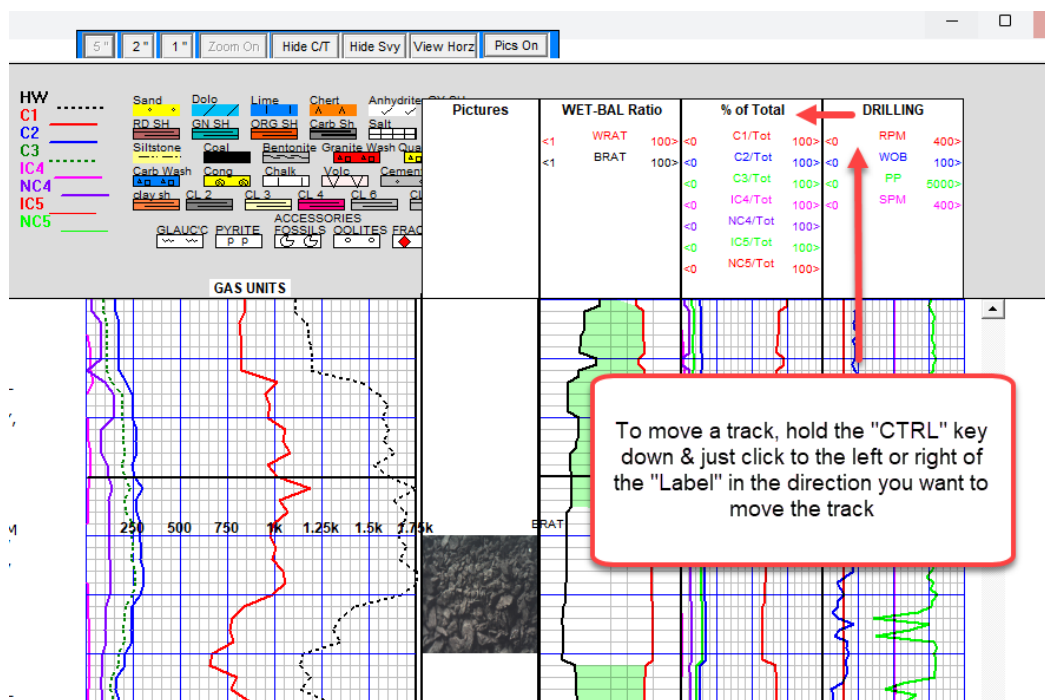 5" 2" 1" Zoom On Hide C/T Hide Svy View Horz Pics On
HW
C1
C2
C3
IC4
NC4
IC5
NC5
Sand Dolo Lime Chert Anhydrite
RD SH GN SH ORG SH Carb Sh Salt
Siltstone Coal Bentonite Granite Wash Qua
Carb Wash Cong Chalk Volc Cement
clay sh CL 2 CL 3 CL 4 CL 6
ACCESSORIES
GLAUC'C PYRITE FOSSILS OOLITES FRAC
P P
GAS UNITS
Pictures
WET-BAL Ratio
<1 WRAT 100>
<1 BRAT 100>
% of Total
<0 C1/Tot 100>
<0 C2/Tot 100>
<0 C3/Tot 100>
<0 IC4/Tot 100>
<0 NC4/Tot 100>
<0 IC5/Tot 100>
<0 NC5/Tot 100>
DRILLING
<0 RPM 400>
<0 WOB 100>
<0 PP 5000>
<0 SPM 400>
To move a track, hold the "CTRL" key
down & just click to the left or right of
the "Label" in the direction you want to
move the track
250 500 750 1k 1.25k 1.5k 1.75k
BRAT
M